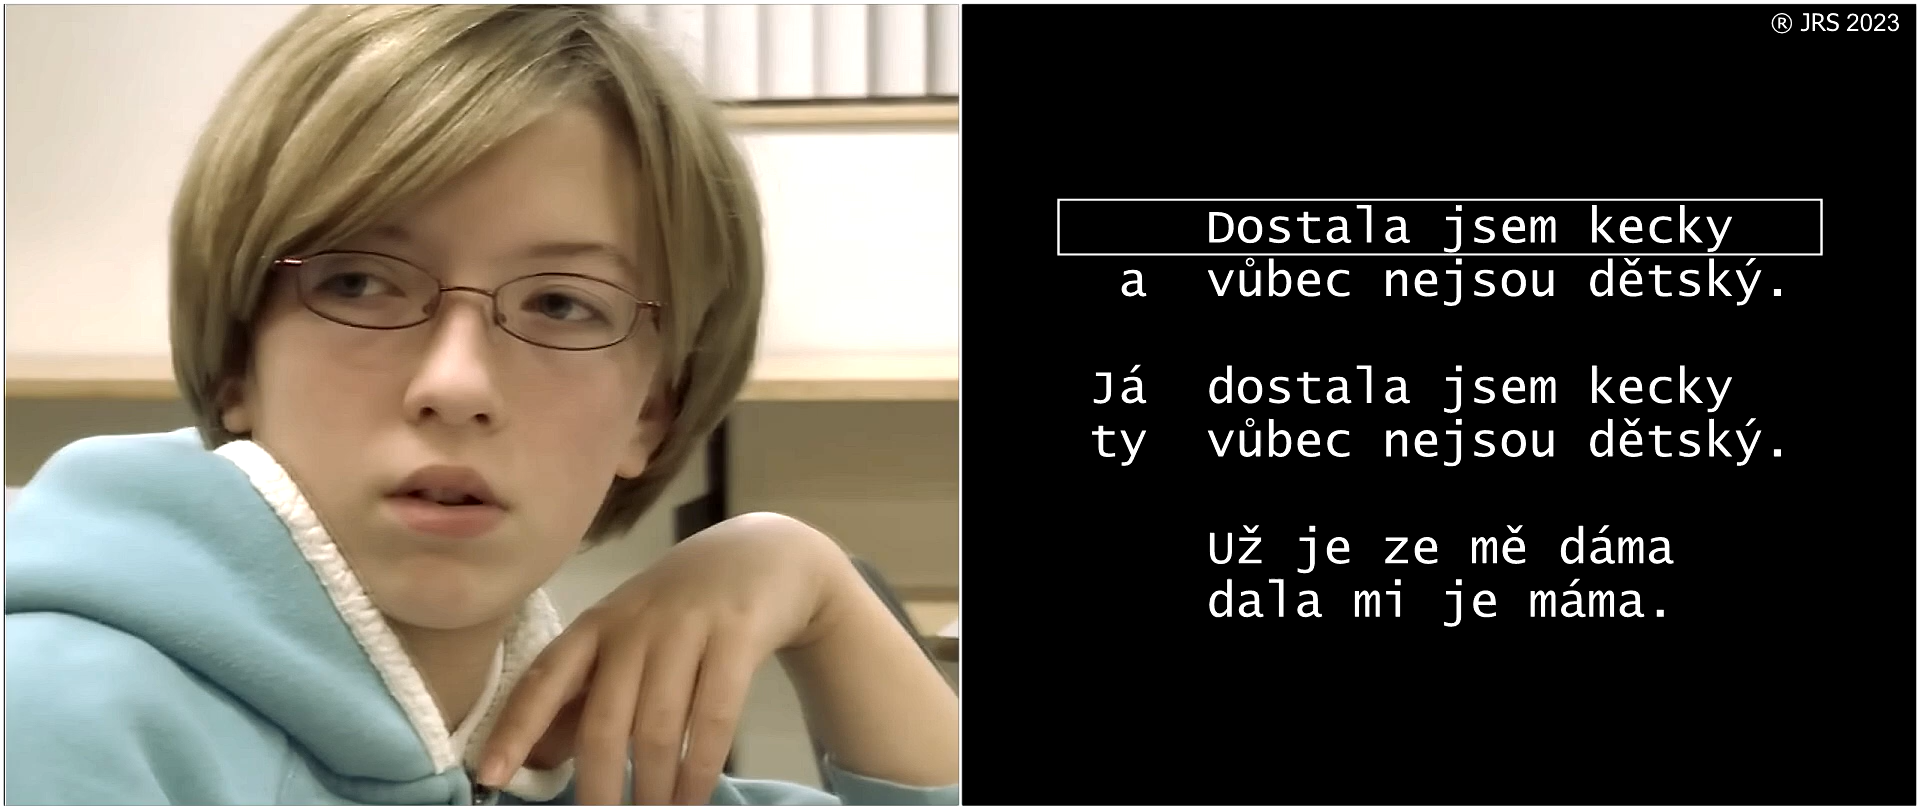 ® JRS 2023
Dostala jsem kecky
a vůbec nejsou dětský.
Já dostala jsem kecky
ty vůbec nejsou dětský.
Už je ze mě dáma
dala mi je máma.